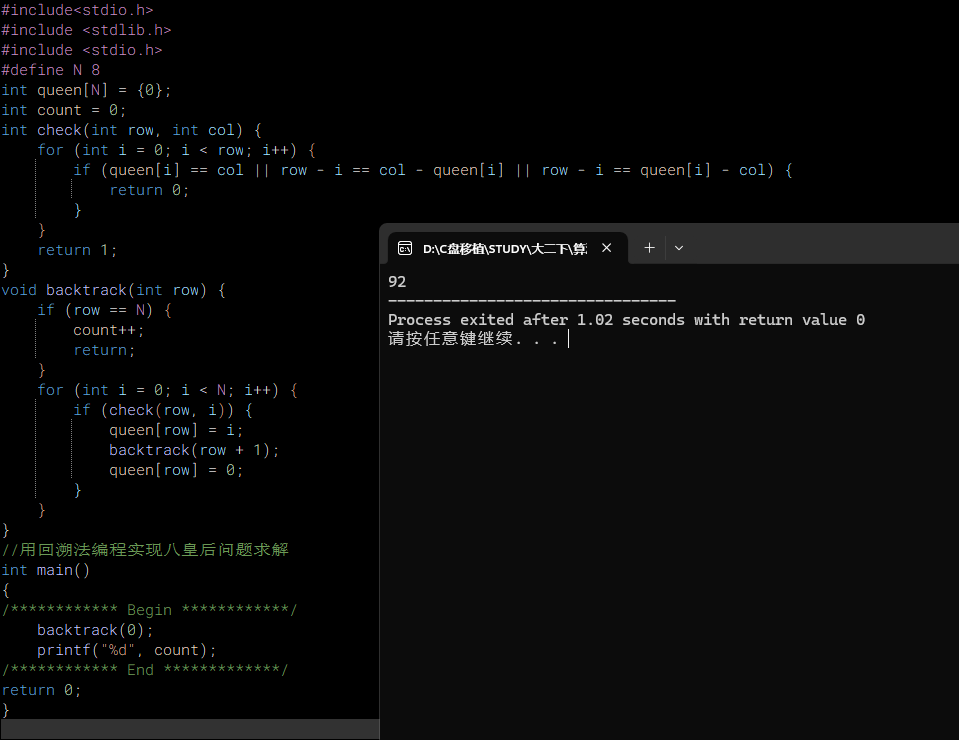 #include<stdio.h>
#include <stdlib.h>
#include <stdio.h>
#define N 8
int queen[N] = {0};
int count = 0;
int check(int row, int col) {
    for (int i = 0; i < row; i++) {
        if (queen[i] == col || row - i == col - queen[i] || row - i == queen[i] - col) {
            return 0;
        }
    }
    return 1;
}
void backtrack(int row) {
    if (row == N) {
        count++;
        return;
    }
    for (int i = 0; i < N; i++) {
        if (check(row, i)) {
            queen[row] = i;
            backtrack(row + 1);
            queen[row] = 0;
        }
    }
}
//用回溯法编程实现八皇后问题求解
int main()
{
/************ Begin ************/
    backtrack(0);
    printf("%d", count);
/************ End *************/
return 0;
}
D:\C盘移植\STUDY\大二下\算
92
--------------------------------
Process exited after 1.02 seconds with return value 0
请按任意键继续. . .